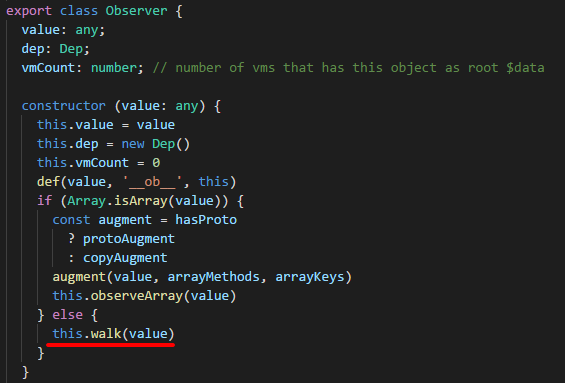 export class Observer {
  value: any;
  dep: Dep;
  vmCount: number; // number of vms that has this object as root $data

  constructor (value: any) {
    this.value = value
    this.dep = new Dep()
    this.vmCount = 0
    def(value, '__ob__', this)
    if (Array.isArray(value)) {
      const augment = hasProto
        ? protoAugment
        : copyAugment
      augment(value, arrayMethods, arrayKeys)
      this.observeArray(value)
    } else {
      this.walk(value)
    }
  }